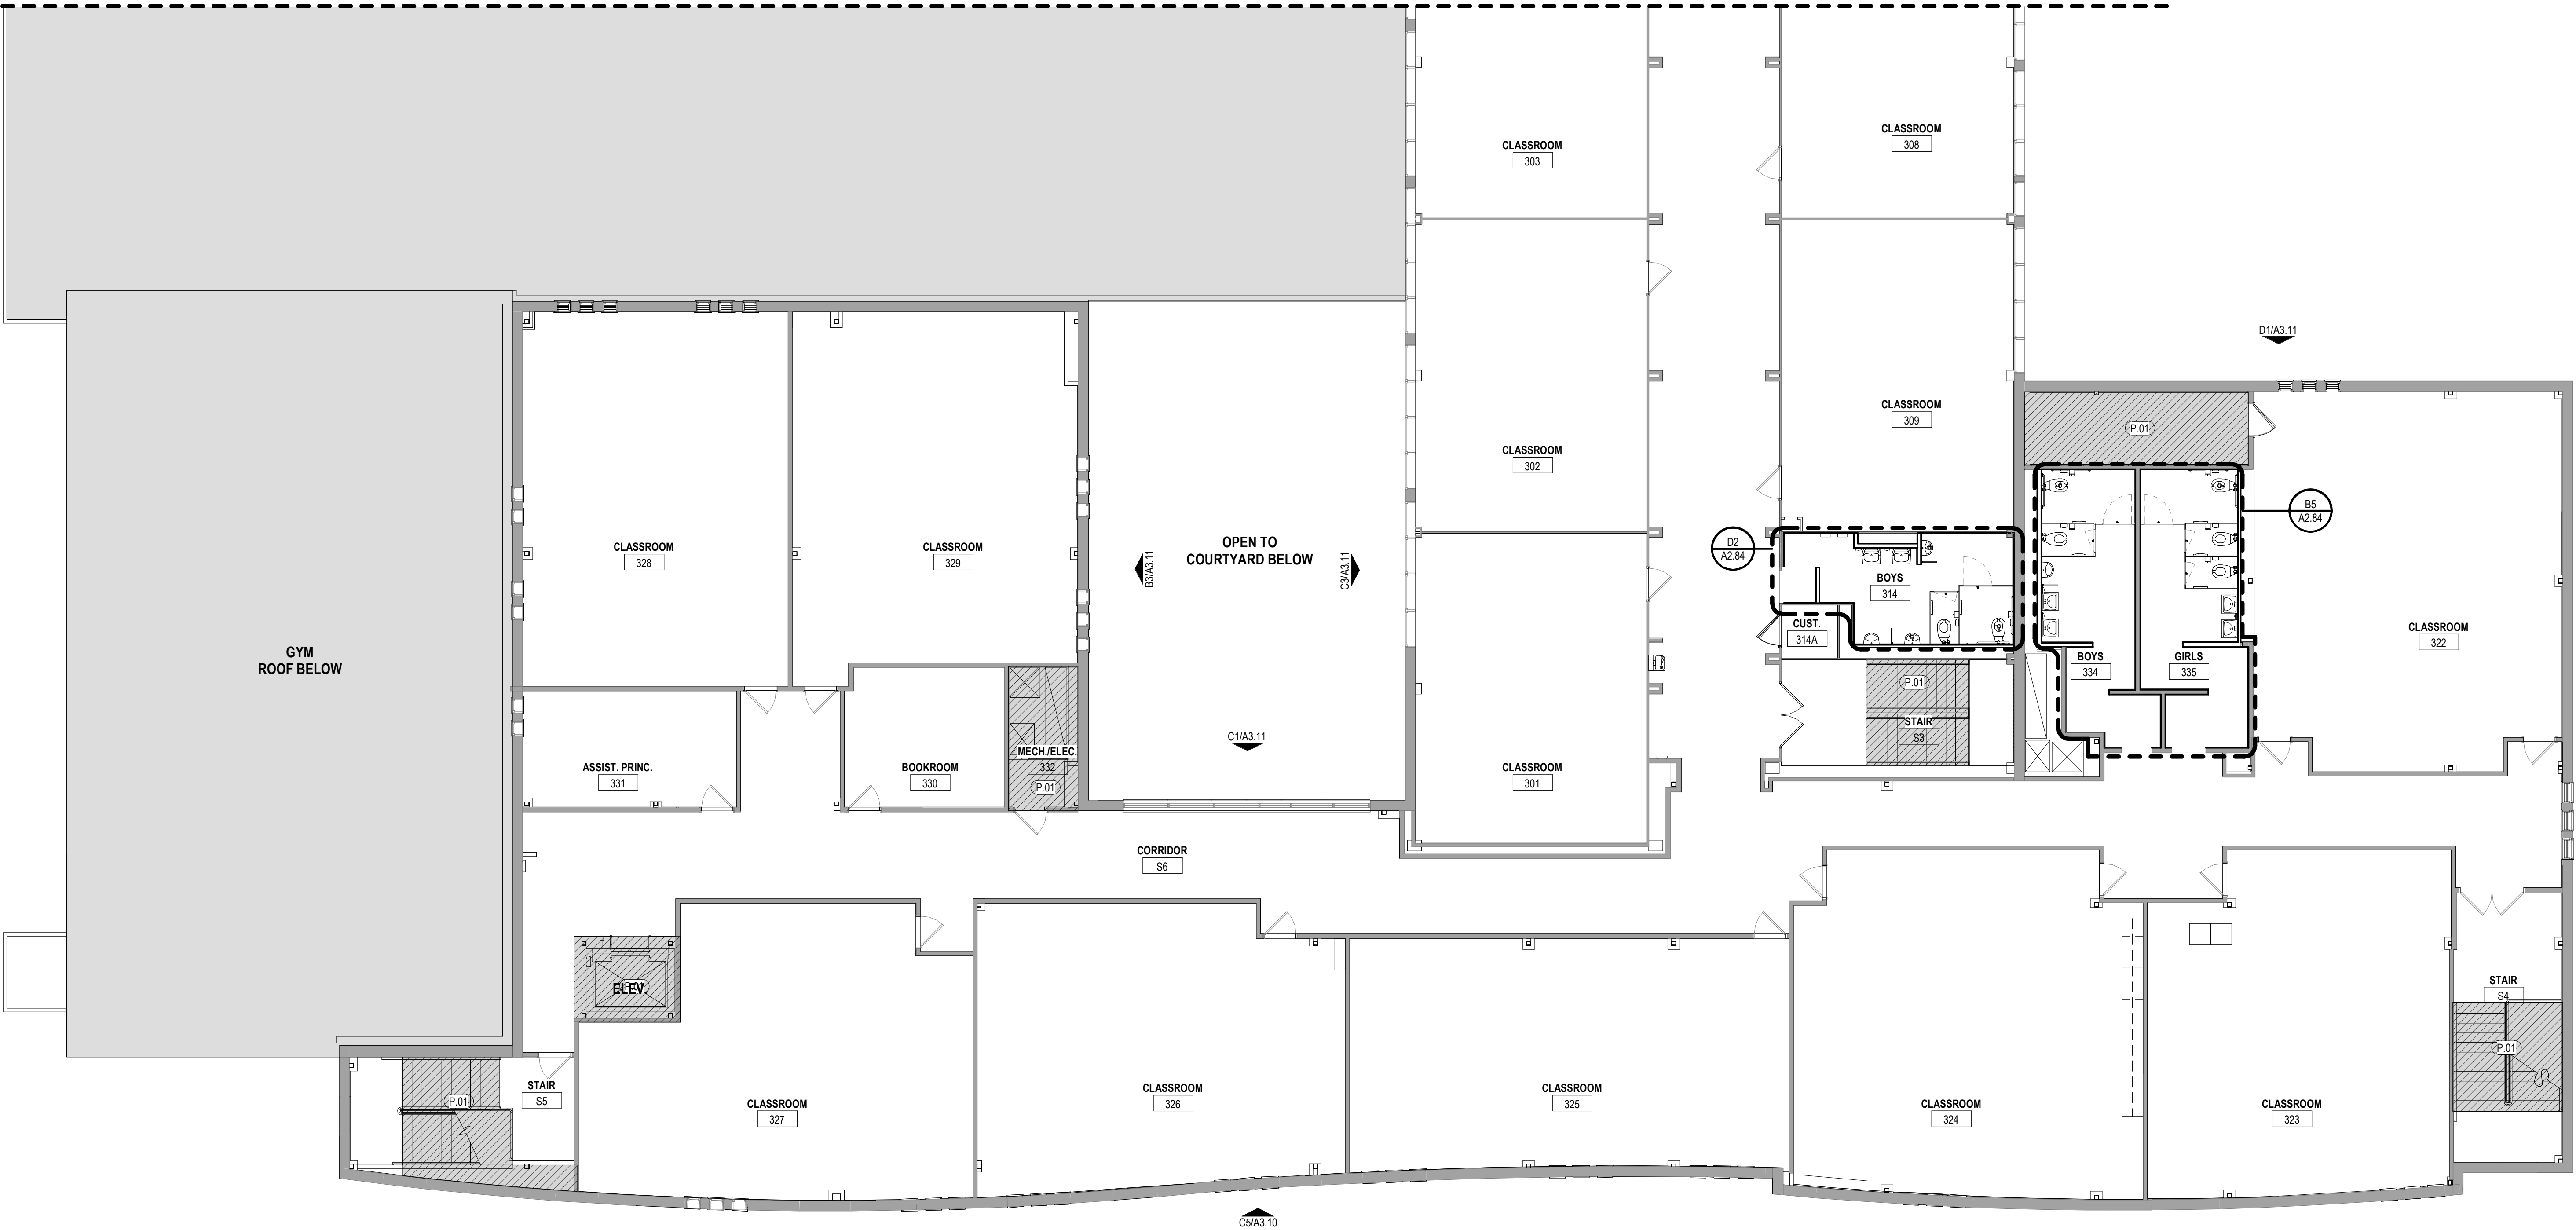 CLASSROOM
303
CLASSROOM
308
D1/A3.11
CLASSROOM
302
CLASSROOM
309
P.01
B5
A2.84
CLASSROOM
328
CLASSROOM
329
OPEN TO
COURTYARD BELOW
B3/A3.11
C3/A3.11
C1/A3.11
D2
A2.84
BOYS
314
CUST.
314A
CLASSROOM
322
BOYS
334
GIRLS
335
GYM
ROOF BELOW
P.01
STAIR
S3
ASSIST. PRINC.
331
BOOKROOM
330
MECH./ELEC.
332
P.01
CLASSROOM
301
CORRIDOR
S6
ELEV.
P.01
STAIR
S4
P.01
STAIR
S5
P.01
CLASSROOM
327
CLASSROOM
326
CLASSROOM
325
CLASSROOM
324
CLASSROOM
323
C5/A3.10